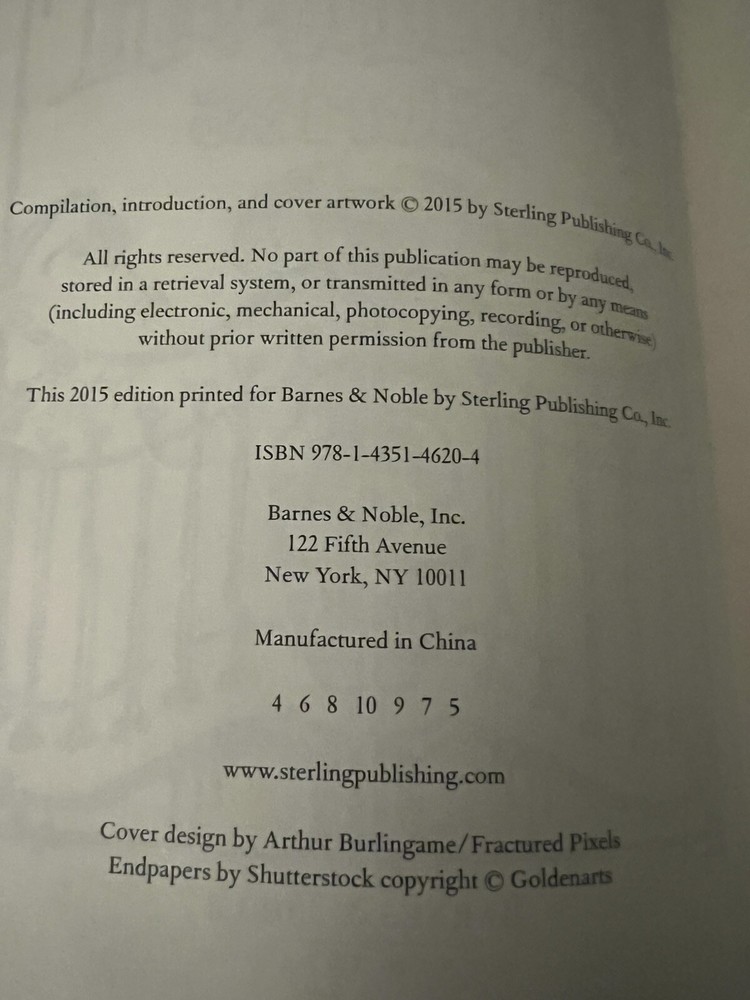 Compilation, introduction, and cover artwork © 2015 by Sterling Publishing Co., Inc.
All rights reserved. No part of this publication may be reproduced,
stored in a retrieval system, or transmitted in any form or by any means
(including electronic, mechanical, photocopying, recording, or otherwise)
without prior written permission from the publisher.
This 2015 edition printed for Barnes & Noble by Sterling Publishing Co., Inc.
ISBN 978-1-4351-4620-4
Barnes & Noble, Inc.
122 Fifth Avenue
New York, NY 10011
Manufactured in China
4 6 8 10 9 7 5
www.sterlingpublishing.com
Cover design by Arthur Burlingame/Fractured Pixels
Endpapers by Shutterstock copyright © Goldenarts